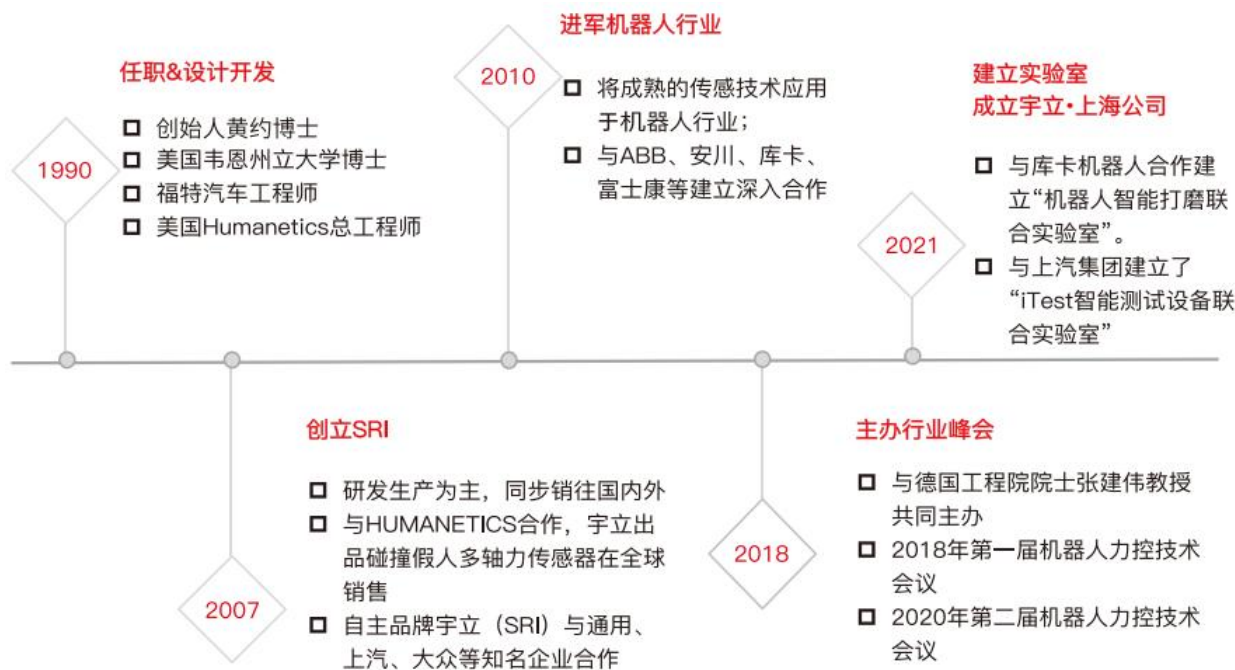 1990
任职&设计开发
创始人黄约博士
美国韦恩州立大学博士
福特汽车工程师
美国Humanetics总工程师
2007
创立SRI
研发生产为主，同步销往国内外
与HUMANETICS合作，宇立出
品碰撞假人多轴力传感器在全球
销售
自主品牌宇立（SRI）与通用、
上汽、大众等知名企业合作
2010
进军机器人行业
将成熟的传感技术应用
于机器人行业；
与ABB、安川、库卡、
富士康等建立深入合作
2018
主办行业峰会
与德国工程院院士张建伟教授
共同主办
2018年第一届机器人力控技术
会议
2020年第二届机器人力控技术
会议
2021
建立实验室
成立宇立·上海公司
与库卡机器人合作建
立“机器人智能打磨联
合实验室”。
与上汽集团建立了
“iTest智能测试设备联
合实验室”